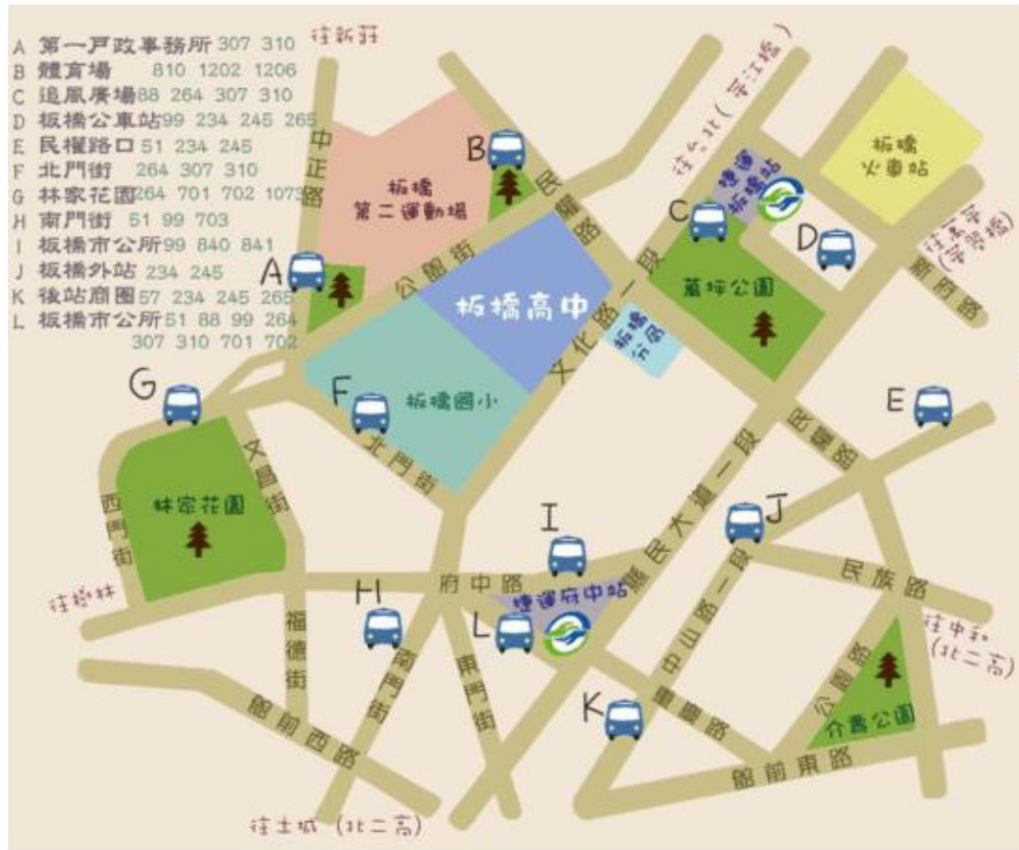 A 第一戶政事務所 307 310
B 體育場 810 1202 1206
C 追風廣場 88 264 307 310
D 板橋公車站 99 234 245 265
E 民權路口 51 234 245
F 北門街 264 307 310
G 林家花園 264 701 702 1073
H 南門街 51 99 703
I 板橋市公所 99 840 841
J 板橋外站 234 245
K 後站商圈 57 234 245 265
L 板橋市公所 51 88 99 264
307 310 701 702
往新莊
往台北(華江橋)
中正路
B
板橋
第二運動場
民權路
捷運
板橋站
板橋
火車站
C
D
新府路
A
公館街
板橋高中
文化路一段
萬坪公園
板橋
分局
G
F
板橋國小
北門街
E
民權路
文昌街
西門街
林家花園
縣民大道一段
J
I
往樹林
府中路
捷運府中站
民族路
H
L
福德街
南門街
東門街
中山路一段
往中和
(北二高)
公園路
K
重慶路
介壽公園
館前西路
館前東路
往土城 (北二高)